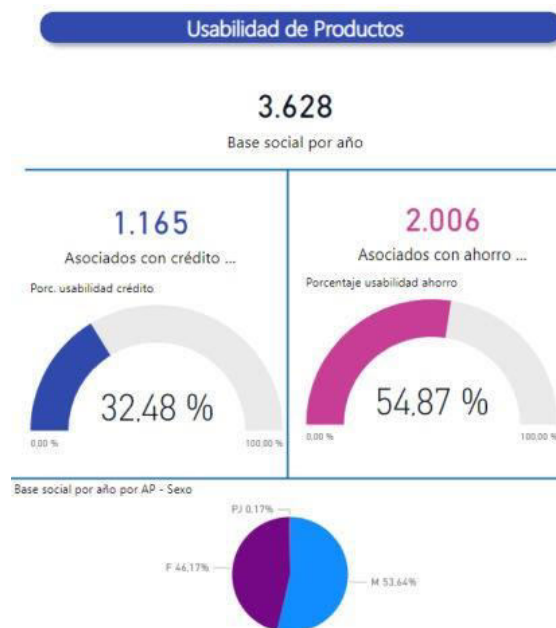 Usabilidad de Productos
3.628
Base social por año
1.165
Asociados con crédito ...
Porc. usabilidad crédito
32,48 %
0,00 %
100,00 %
2.006
Asociados con ahorro ...
Porcentaje usabilidad ahorro
54,87 %
0,00 %
100,00 %
Base social por año por AP - Sexo
PJ 0,17%
F 46,17%
M 53,64%